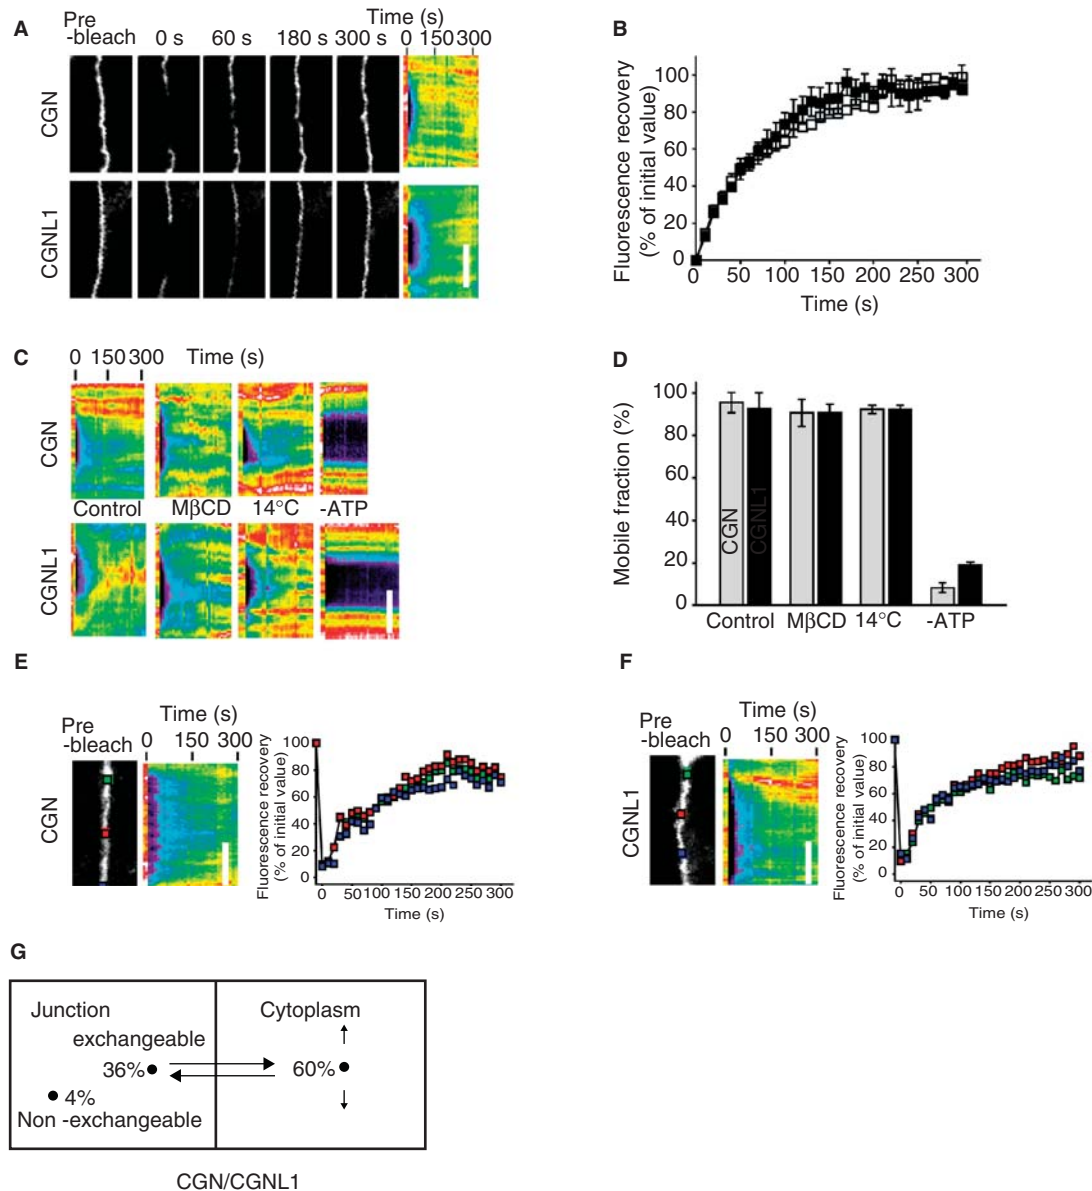 A
Pre
-bleach
0 s
60 s
180 s
300 s
Time (s)
0 150 300
CGN
CGNL1
B
Fluorescence recovery
(% of initial value)
100
80
60
40
20
0
0 50 100 150 200 250 300
Time (s)
C
0 150 300 Time (s)
CGN
Control MβCD 14°C -ATP
CGNL1
D
Mobile fraction (%)
100
80
60
40
20
0
CGN
CGNL1
Control MβCD 14°C -ATP
E
Pre
-bleach
Time (s)
0 150 300
CGN
Fluorescence recovery
(% of initial value)
100
80
60
40
20
0
0 50 100 150 200 250 300
Time (s)
F
Pre
-bleach
Time (s)
0 150 300
CGNL1
Fluorescence recovery
(% of initial value)
100
80
60
40
20
0
0 50 100 150 200 250 300
Time (s)
G
Junction
Cytoplasm
exchangeable
36%
60%
4%
Non -exchangeable
CGN/CGNL1